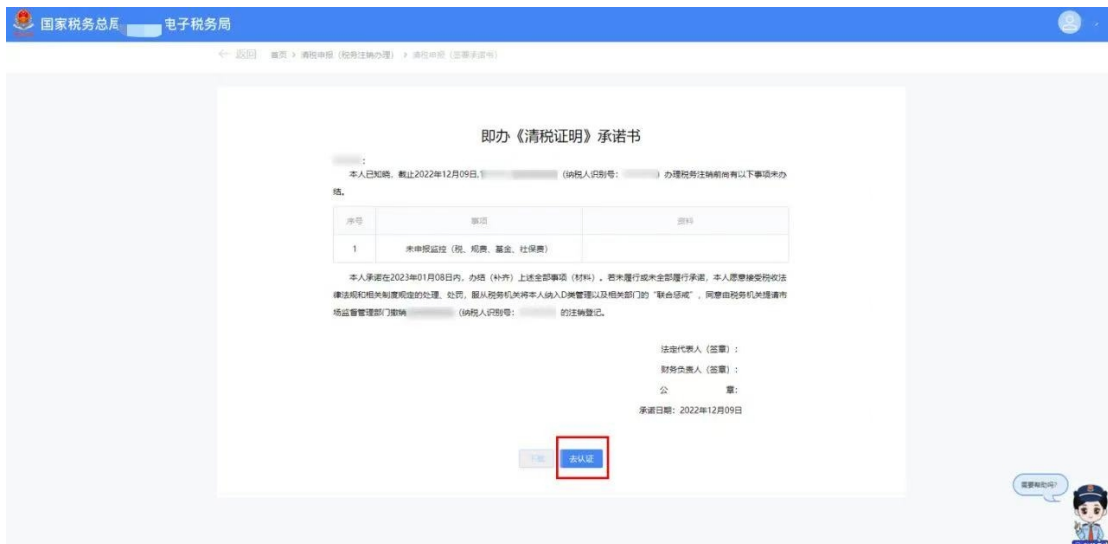 国家税务总局
电子税务局
← 返回 首页 > 清税申报（税务注销办理） > 清税申报（签署承诺书）
即办《清税证明》承诺书
：
本人已知晓，截止2022年12月09日, （纳税人识别号： ）办理税务注销前尚有以下事项未办
结。
序号 事项 资料
1 未申报监控（税、规费、基金、社保费）
本人承诺在2023年01月08日内，办结（补齐）上述全部事项（材料）。若未履行或未全部履行承诺，本人愿意接受税收法
律法规和相关制度规定的处理、处罚，服从税务机关将本人纳入D类管理以及相关部门的“联合惩戒”，同意由税务机关提请市
场监督管理部门撤销 （纳税人识别号： 的注销登记。
法定代表人（签章）：
财务负责人（签章）：
公 章：
承诺日期：2022年12月09日
下载 去认证
需要帮助吗?